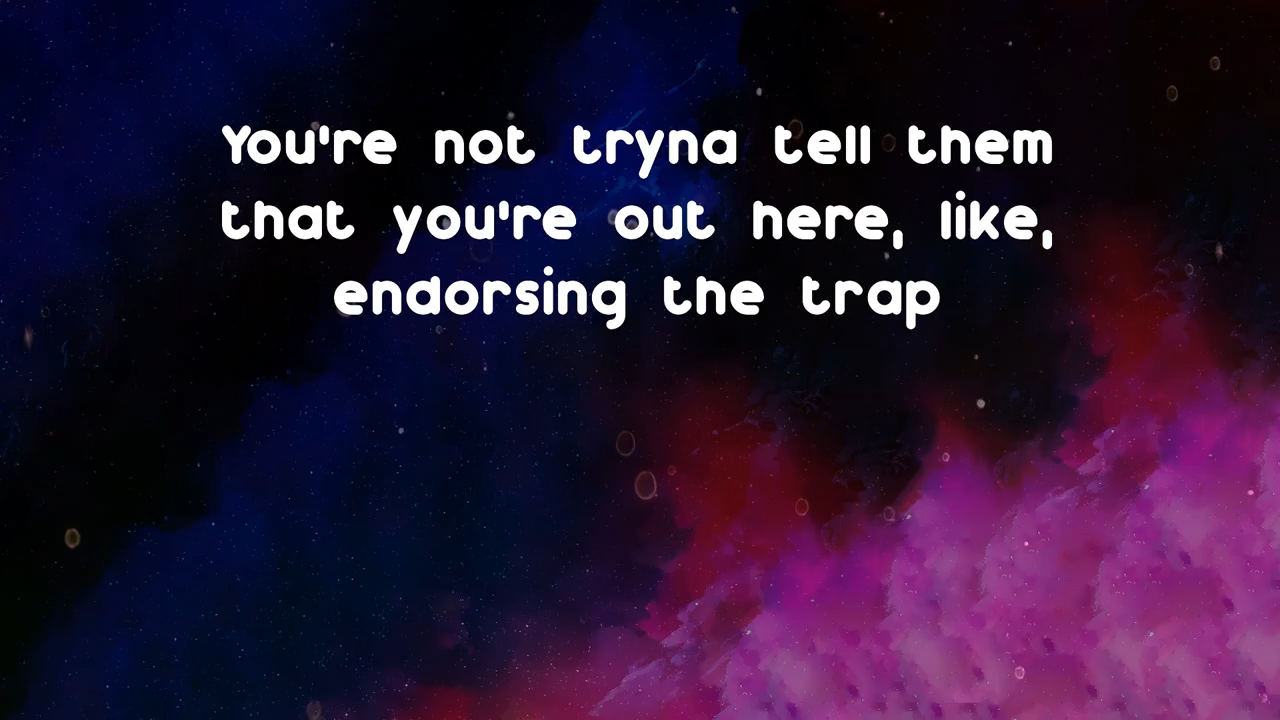 You're not tryna tell them
that you're out here, like,
endorsing the trap